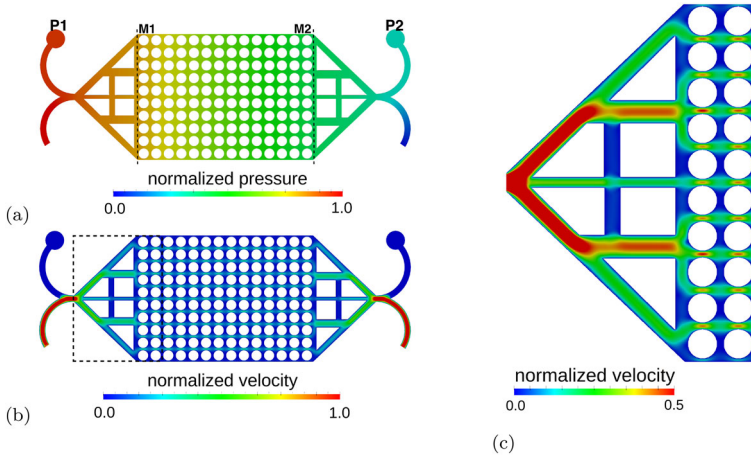 P1
M1
M2
P2
normalized pressure
0.0
1.0
(a)
normalized velocity
0.0
1.0
(b)
normalized velocity
0.0
0.5
(c)